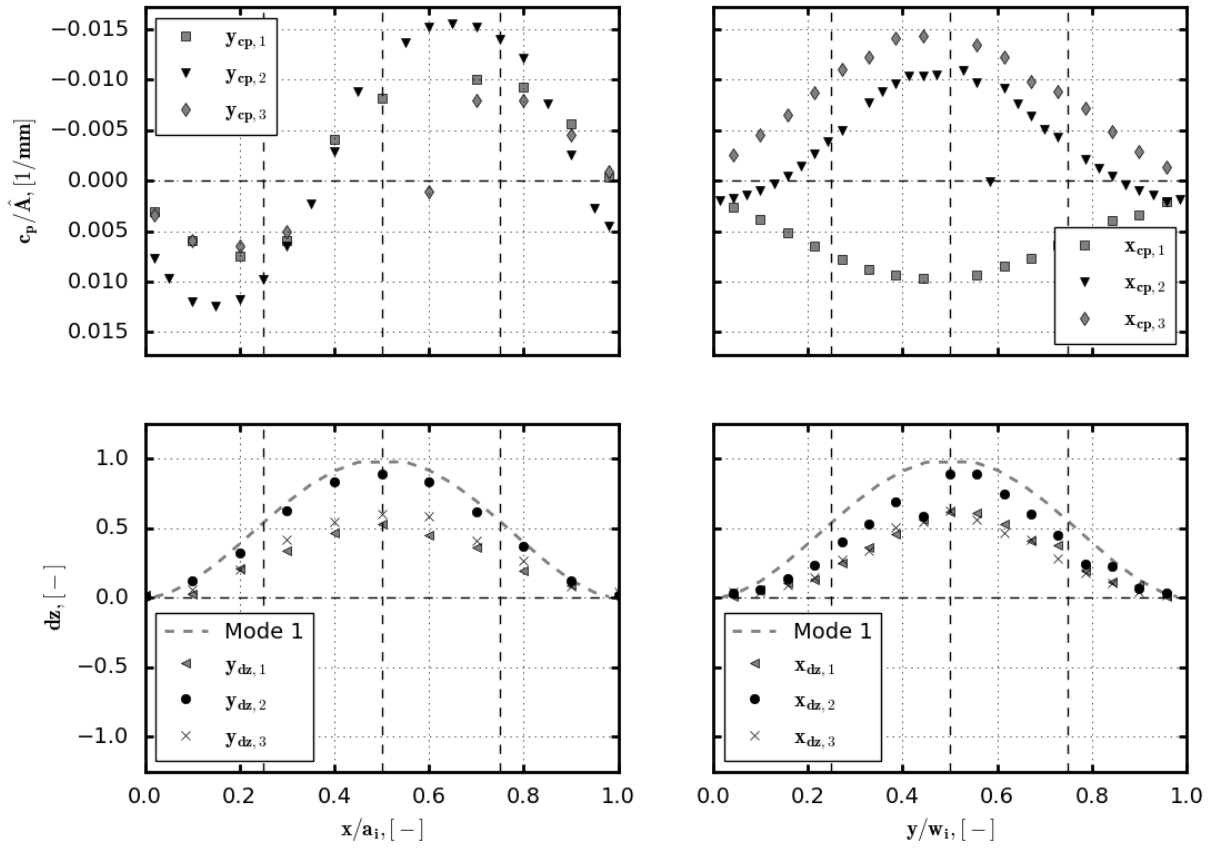 −0.015
−0.010
−0.005
0.000
0.005
0.010
0.015
c_p/Â, [1/mm]
y_cp,1
y_cp,2
y_cp,3
x_cp,1
x_cp,2
x_cp,3
1.0
0.5
0.0
−0.5
−1.0
dz, [−]
Mode 1
y_dz,1
y_dz,2
y_dz,3
0.0 0.2 0.4 0.6 0.8 1.0
x/a_i, [−]
Mode 1
x_dz,1
x_dz,2
x_dz,3
0.0 0.2 0.4 0.6 0.8 1.0
y/w_i, [−]